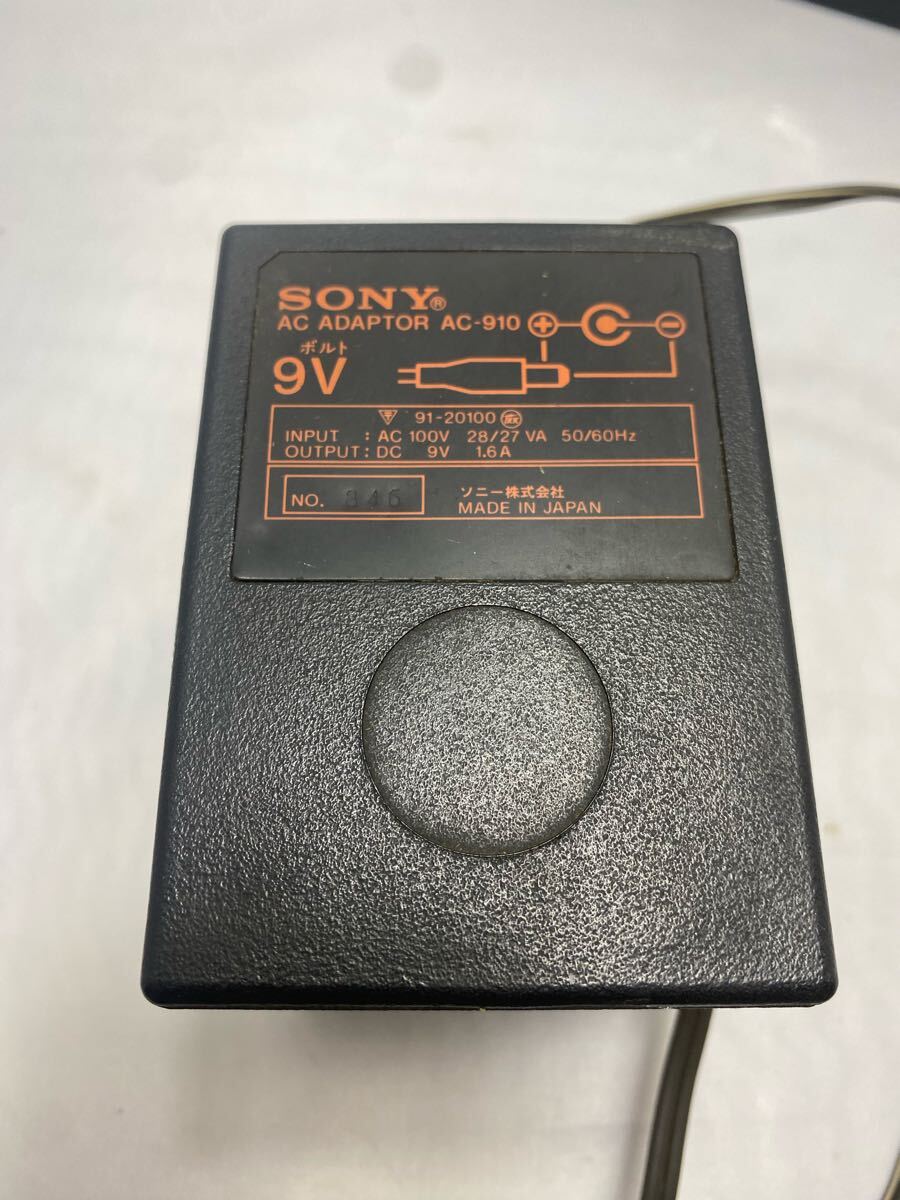 SONY®
AC ADAPTOR AC-910
ボルト
9V
91-20100
INPUT : AC 100V 28/27 VA 50/60Hz
OUTPUT : DC 9V 1.6A
NO. 846
ソニー株式会社
MADE IN JAPAN